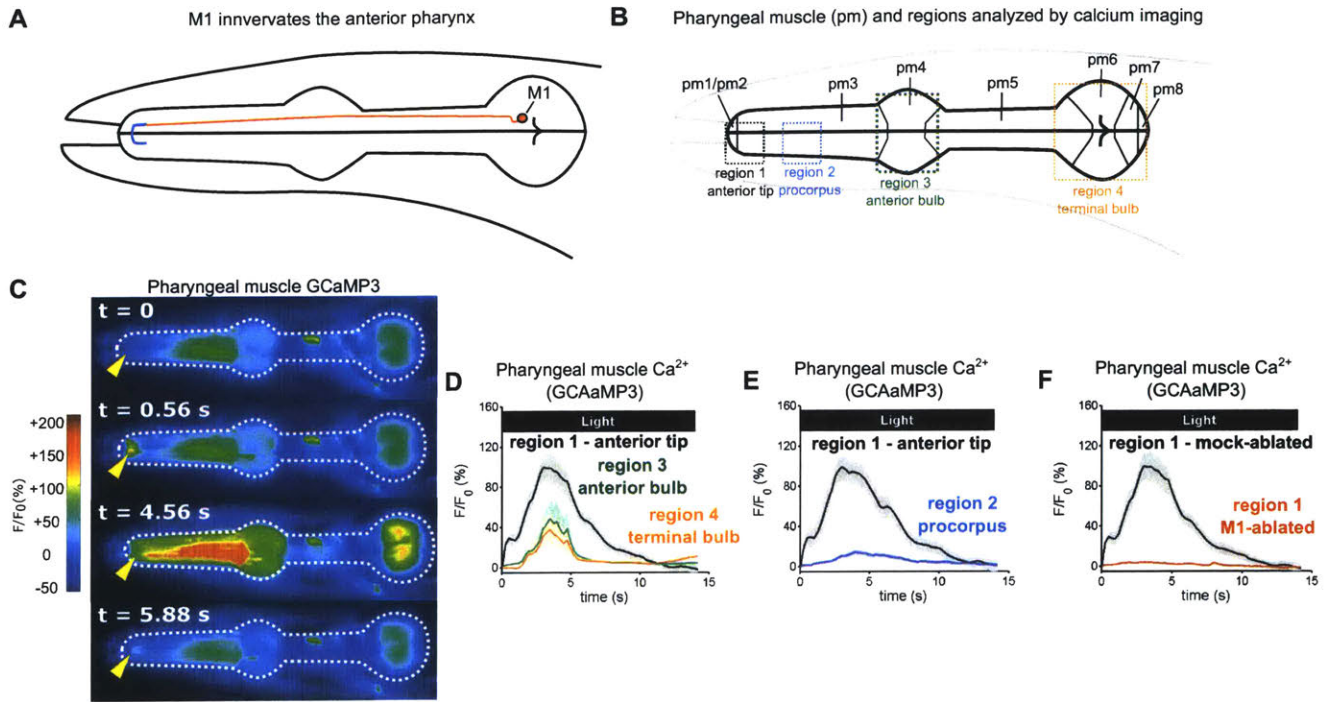 A
M1 innvervates the anterior pharynx
M1
B
Pharyngeal muscle (pm) and regions analyzed by calcium imaging
pm1/pm2
pm3
pm4
pm5
pm6
pm7
pm8
region 1
anterior tip
region 2
procorpus
region 3
anterior bulb
region 4
terminal bulb
C
Pharyngeal muscle GCaMP3
t = 0
t = 0.56 s
t = 4.56 s
t = 5.88 s
F/F0(%)
+200
+150
+100
+50
0
-50
D
Pharyngeal muscle Ca2+
(GCAaMP3)
Light
region 1 - anterior tip
region 3
anterior bulb
region 4
terminal bulb
F/F0 (%)
160
120
80
40
0
0 5 10 15
time (s)
E
Pharyngeal muscle Ca2+
(GCAaMP3)
Light
region 1 - anterior tip
region 2
procorpus
F/F0 (%)
160
120
80
40
0
0 5 10 15
time (s)
F
Pharyngeal muscle Ca2+
(GCAaMP3)
Light
region 1 - mock-ablated
region 1
M1-ablated
F/F0 (%)
160
120
80
40
0
0 5 10 15
time (s)